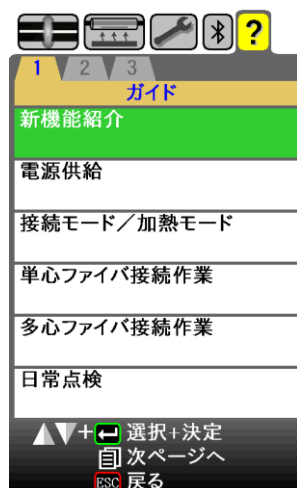 ?
1 2 3
ガイド
新機能紹介
電源供給
接続モード／加熱モード
単心ファイバ接続作業
多心ファイバ接続作業
日常点検
+ 選択+決定
次ページへ
ESC 戻る